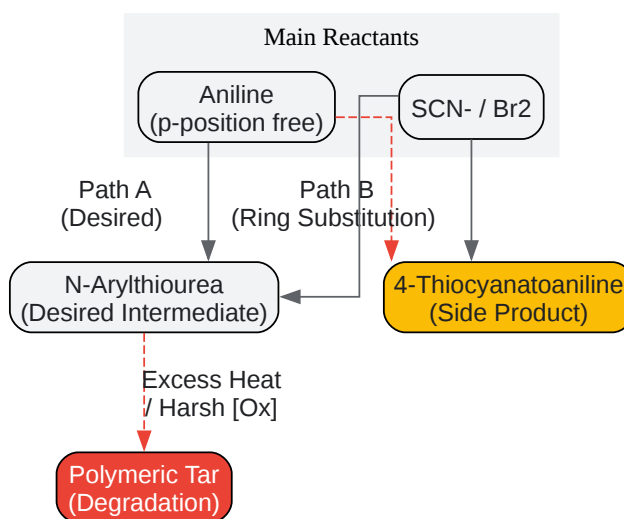 Main Reactants
Aniline
(p-position free)
SCN- / Br2
Path A
(Desired)
Path B
(Ring Substitution)
N-Arylthiourea
(Desired Intermediate)
4-Thiocyanatoaniline
(Side Product)
Excess Heat
/ Harsh [Ox]
Polymeric Tar
(Degradation)